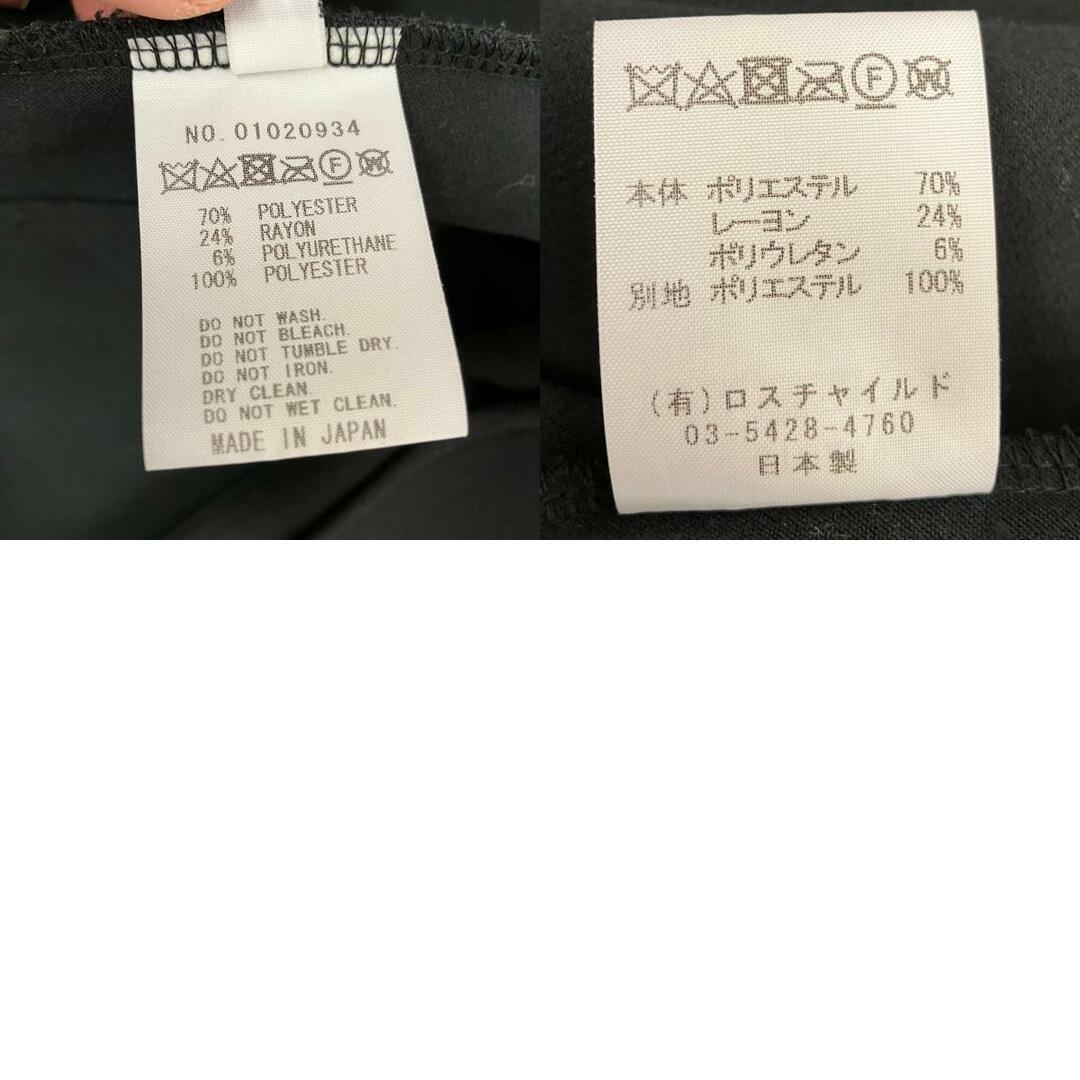 NO. 01020934
70% POLYESTER
24% RAYON
6% POLYURETHANE
100% POLYESTER
DO NOT WASH.
DO NOT BLEACH.
DO NOT TUMBLE DRY.
DO NOT IRON.
DRY CLEAN.
DO NOT WET CLEAN.
MADE IN JAPAN
本体 ポリエステル 70%
レーヨン 24%
ポリウレタン 6%
別地 ポリエステル 100%
(有)ロスチャイルド
03-5428-4760
日本製